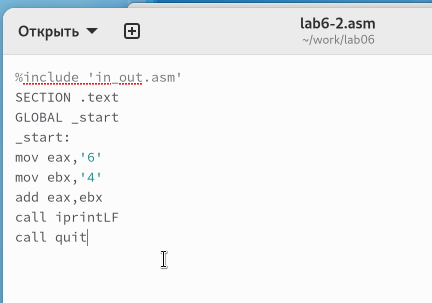 Открыть
lab6-2.asm
~/work/lab06
%include 'in_out.asm'
SECTION .text
GLOBAL _start
_start:
mov eax,'6'
mov ebx,'4'
add eax,ebx
call iprintLF
call quit